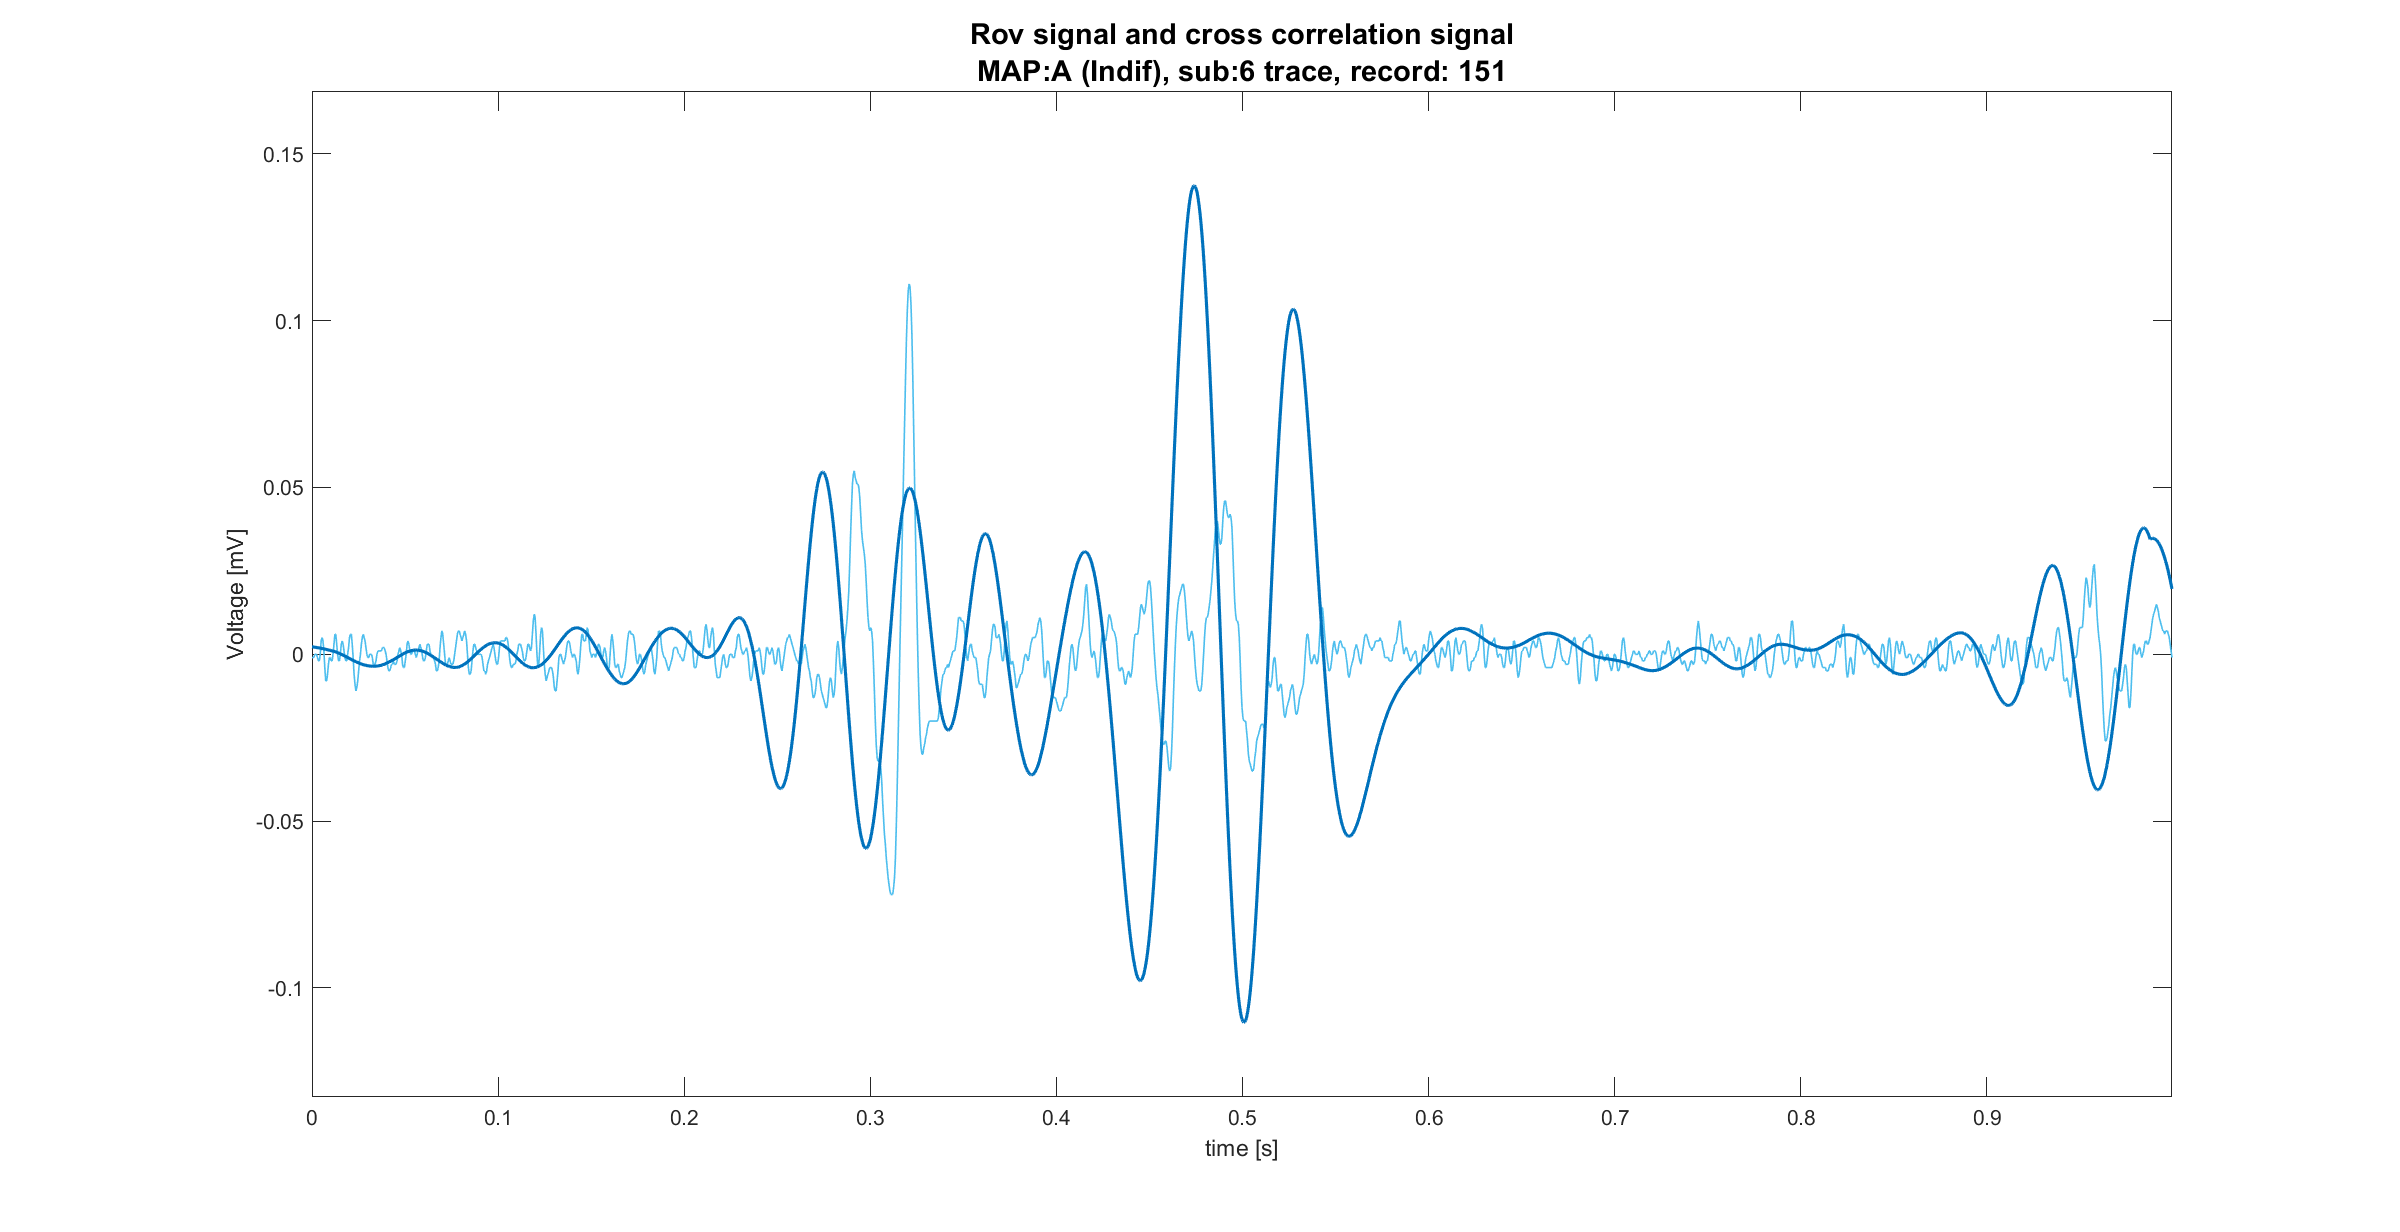 Rov signal and cross correlation signal
MAP:A (Indif), sub:6 trace, record: 151
0.15
0.1
0.05
0
-0.05
-0.1
Voltage [mV]
0 0.1 0.2 0.3 0.4 0.5 0.6 0.7 0.8 0.9
time [s]